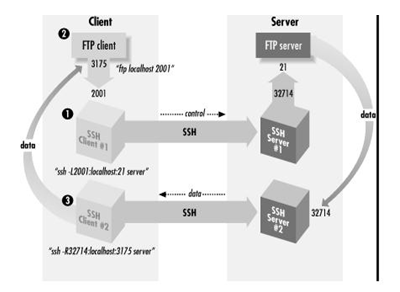 Client
Server
2
FTP client
FTP server
3175
"ftp localhost 2001"
21
2001
32714
1
control
data
SSH
Client #1
SSH
SSH
Server
#1
data
"ssh -L2001:localhost:21 server"
3
data
SSH
Client #2
SSH
SSH
Server
#2
32714
"ssh -R32714:localhost:3175 server"